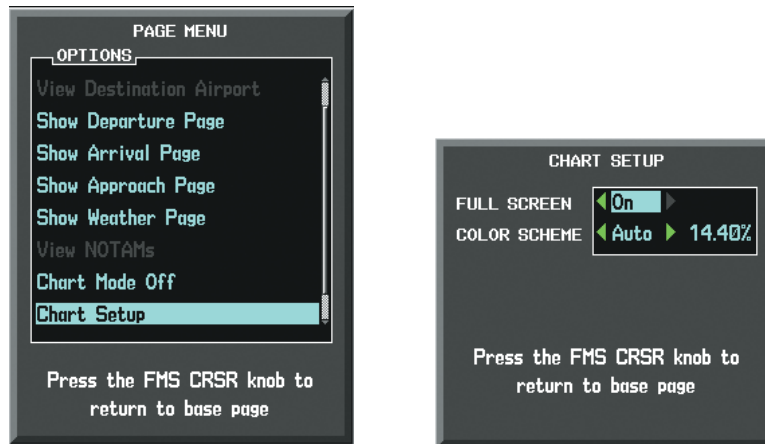 PAGE MENU
OPTIONS
View Destination Airport
Show Departure Page
Show Arrival Page
Show Approach Page
Show Weather Page
View NOTAMs
Chart Mode Off
Chart Setup
Press the FMS CRSR knob to
return to base page
CHART SETUP
FULL SCREEN On
COLOR SCHEME Auto 14.40%
Press the FMS CRSR knob to
return to base page